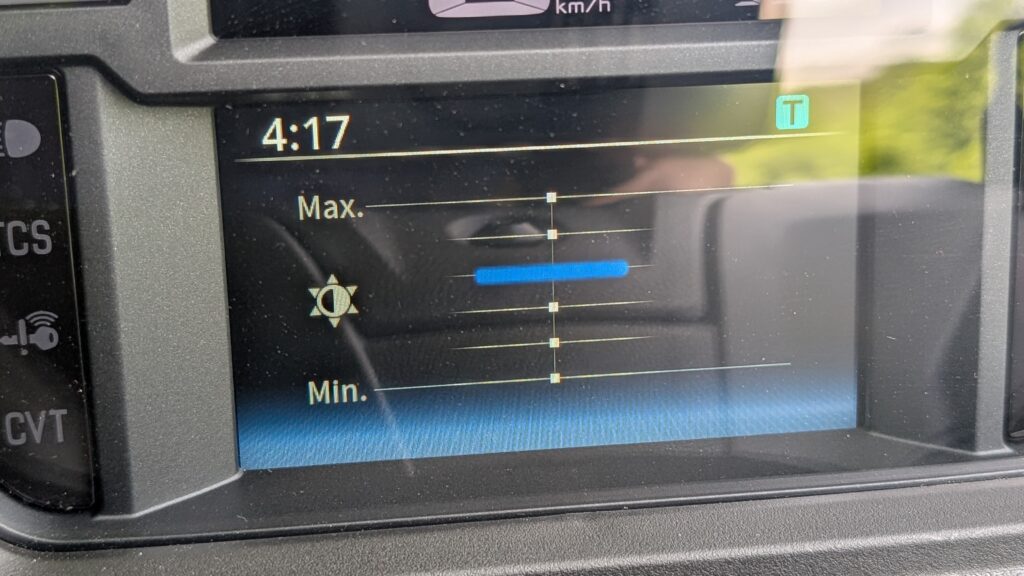 km/h
4:17
T
Max.
TCS
Min.
CVT